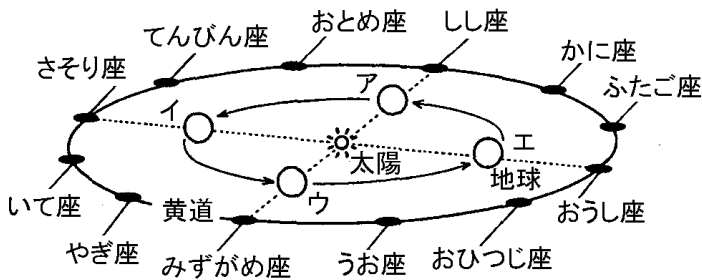 おとめ座
しし座
てんびん座
かに座
さそり座
ふたご座
ア
イ
エ
太陽
地球
ウ
いて座
黄道
おうし座
やぎ座
みずがめ座
うお座
おひつじ座